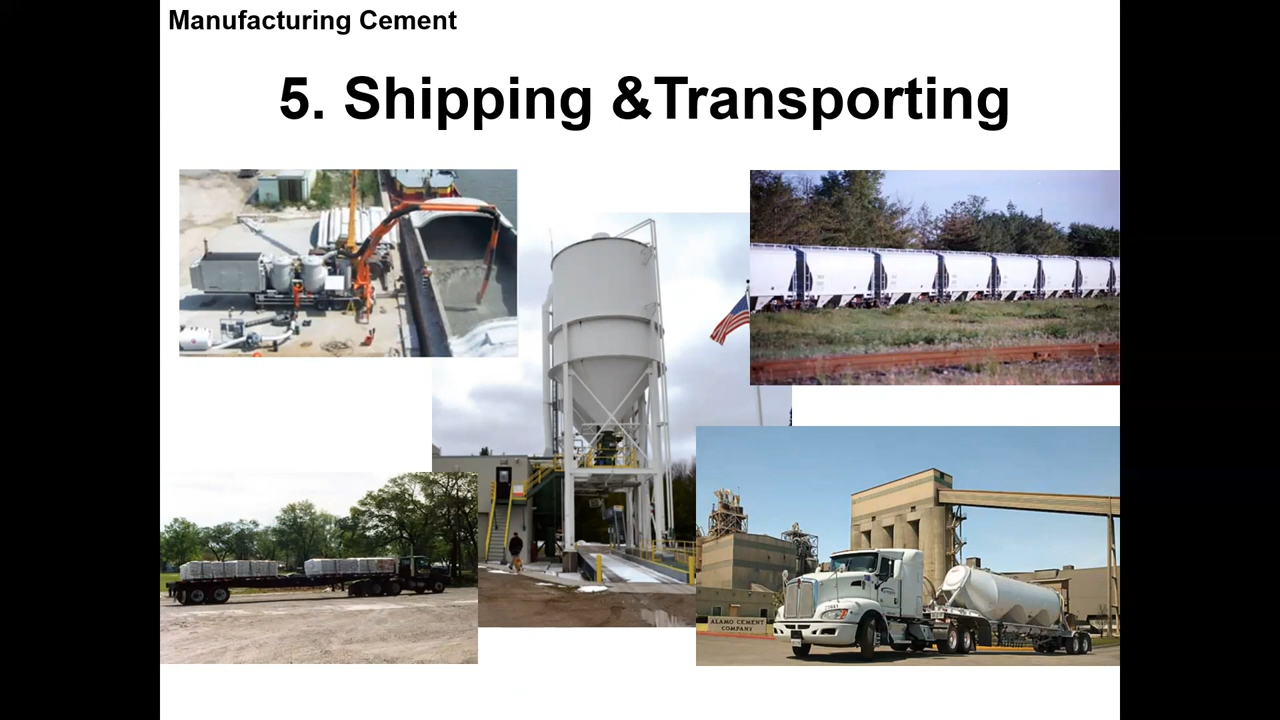 Manufacturing Cement
5. Shipping &Transporting
ALAMO CEMENT
COMPANY